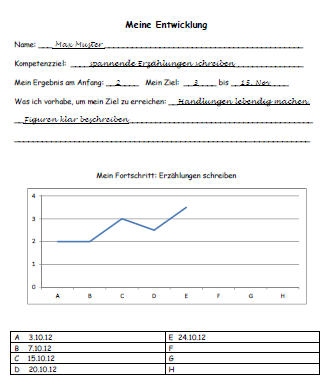 Meine Entwicklung
Name: Max Muster
Kompetenzziel: spannende Erzählungen schreiben
Mein Ergebnis am Anfang: 2 Mein Ziel: 3 bis 15. Nov
Was ich vorhabe, um mein Ziel zu erreichen: Handlungen lebendig machen,
Figuren klar beschreiben
Mein Fortschritt: Erzählungen schreiben
4
3
2
1
0
A B C D E F G H
A 3.10.12 E 24.10.12
B 7.10.12 F
C 15.10.12 G
D 20.10.12 H